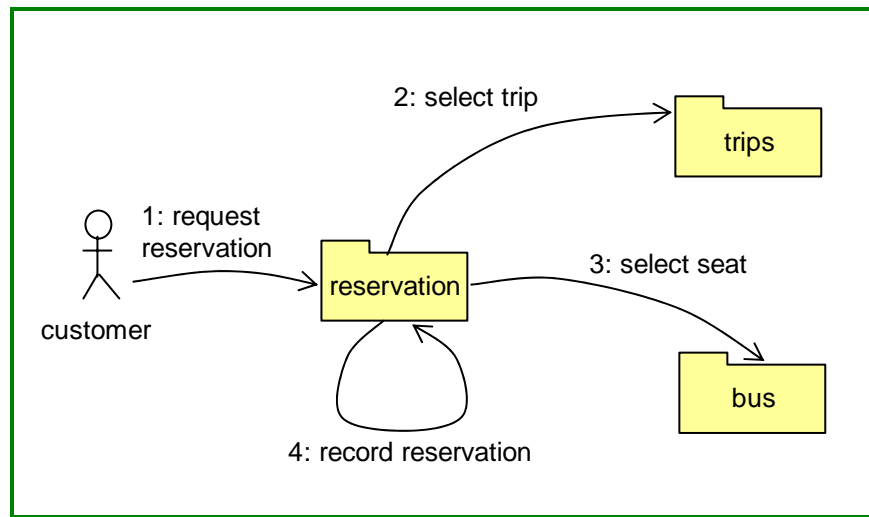 2: select trip
trips
1: request
reservation
reservation
3: select seat
customer
bus
4: record reservation